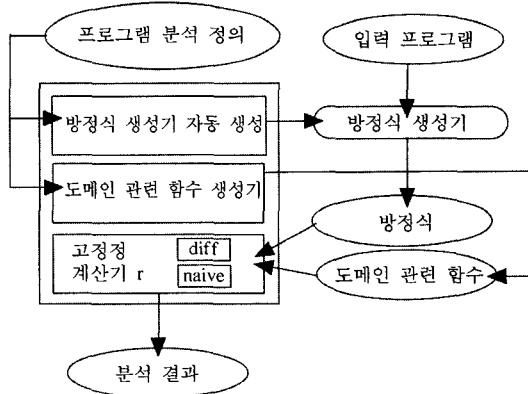 프로그램 분석 정의
입력 프로그램
방정식 생성기 자동 생성
방정식 생성기
도메인 관련 함수 생성기
방정식
고정정
계산기 r
diff
naive
도메인 관련 함수
분석 결과